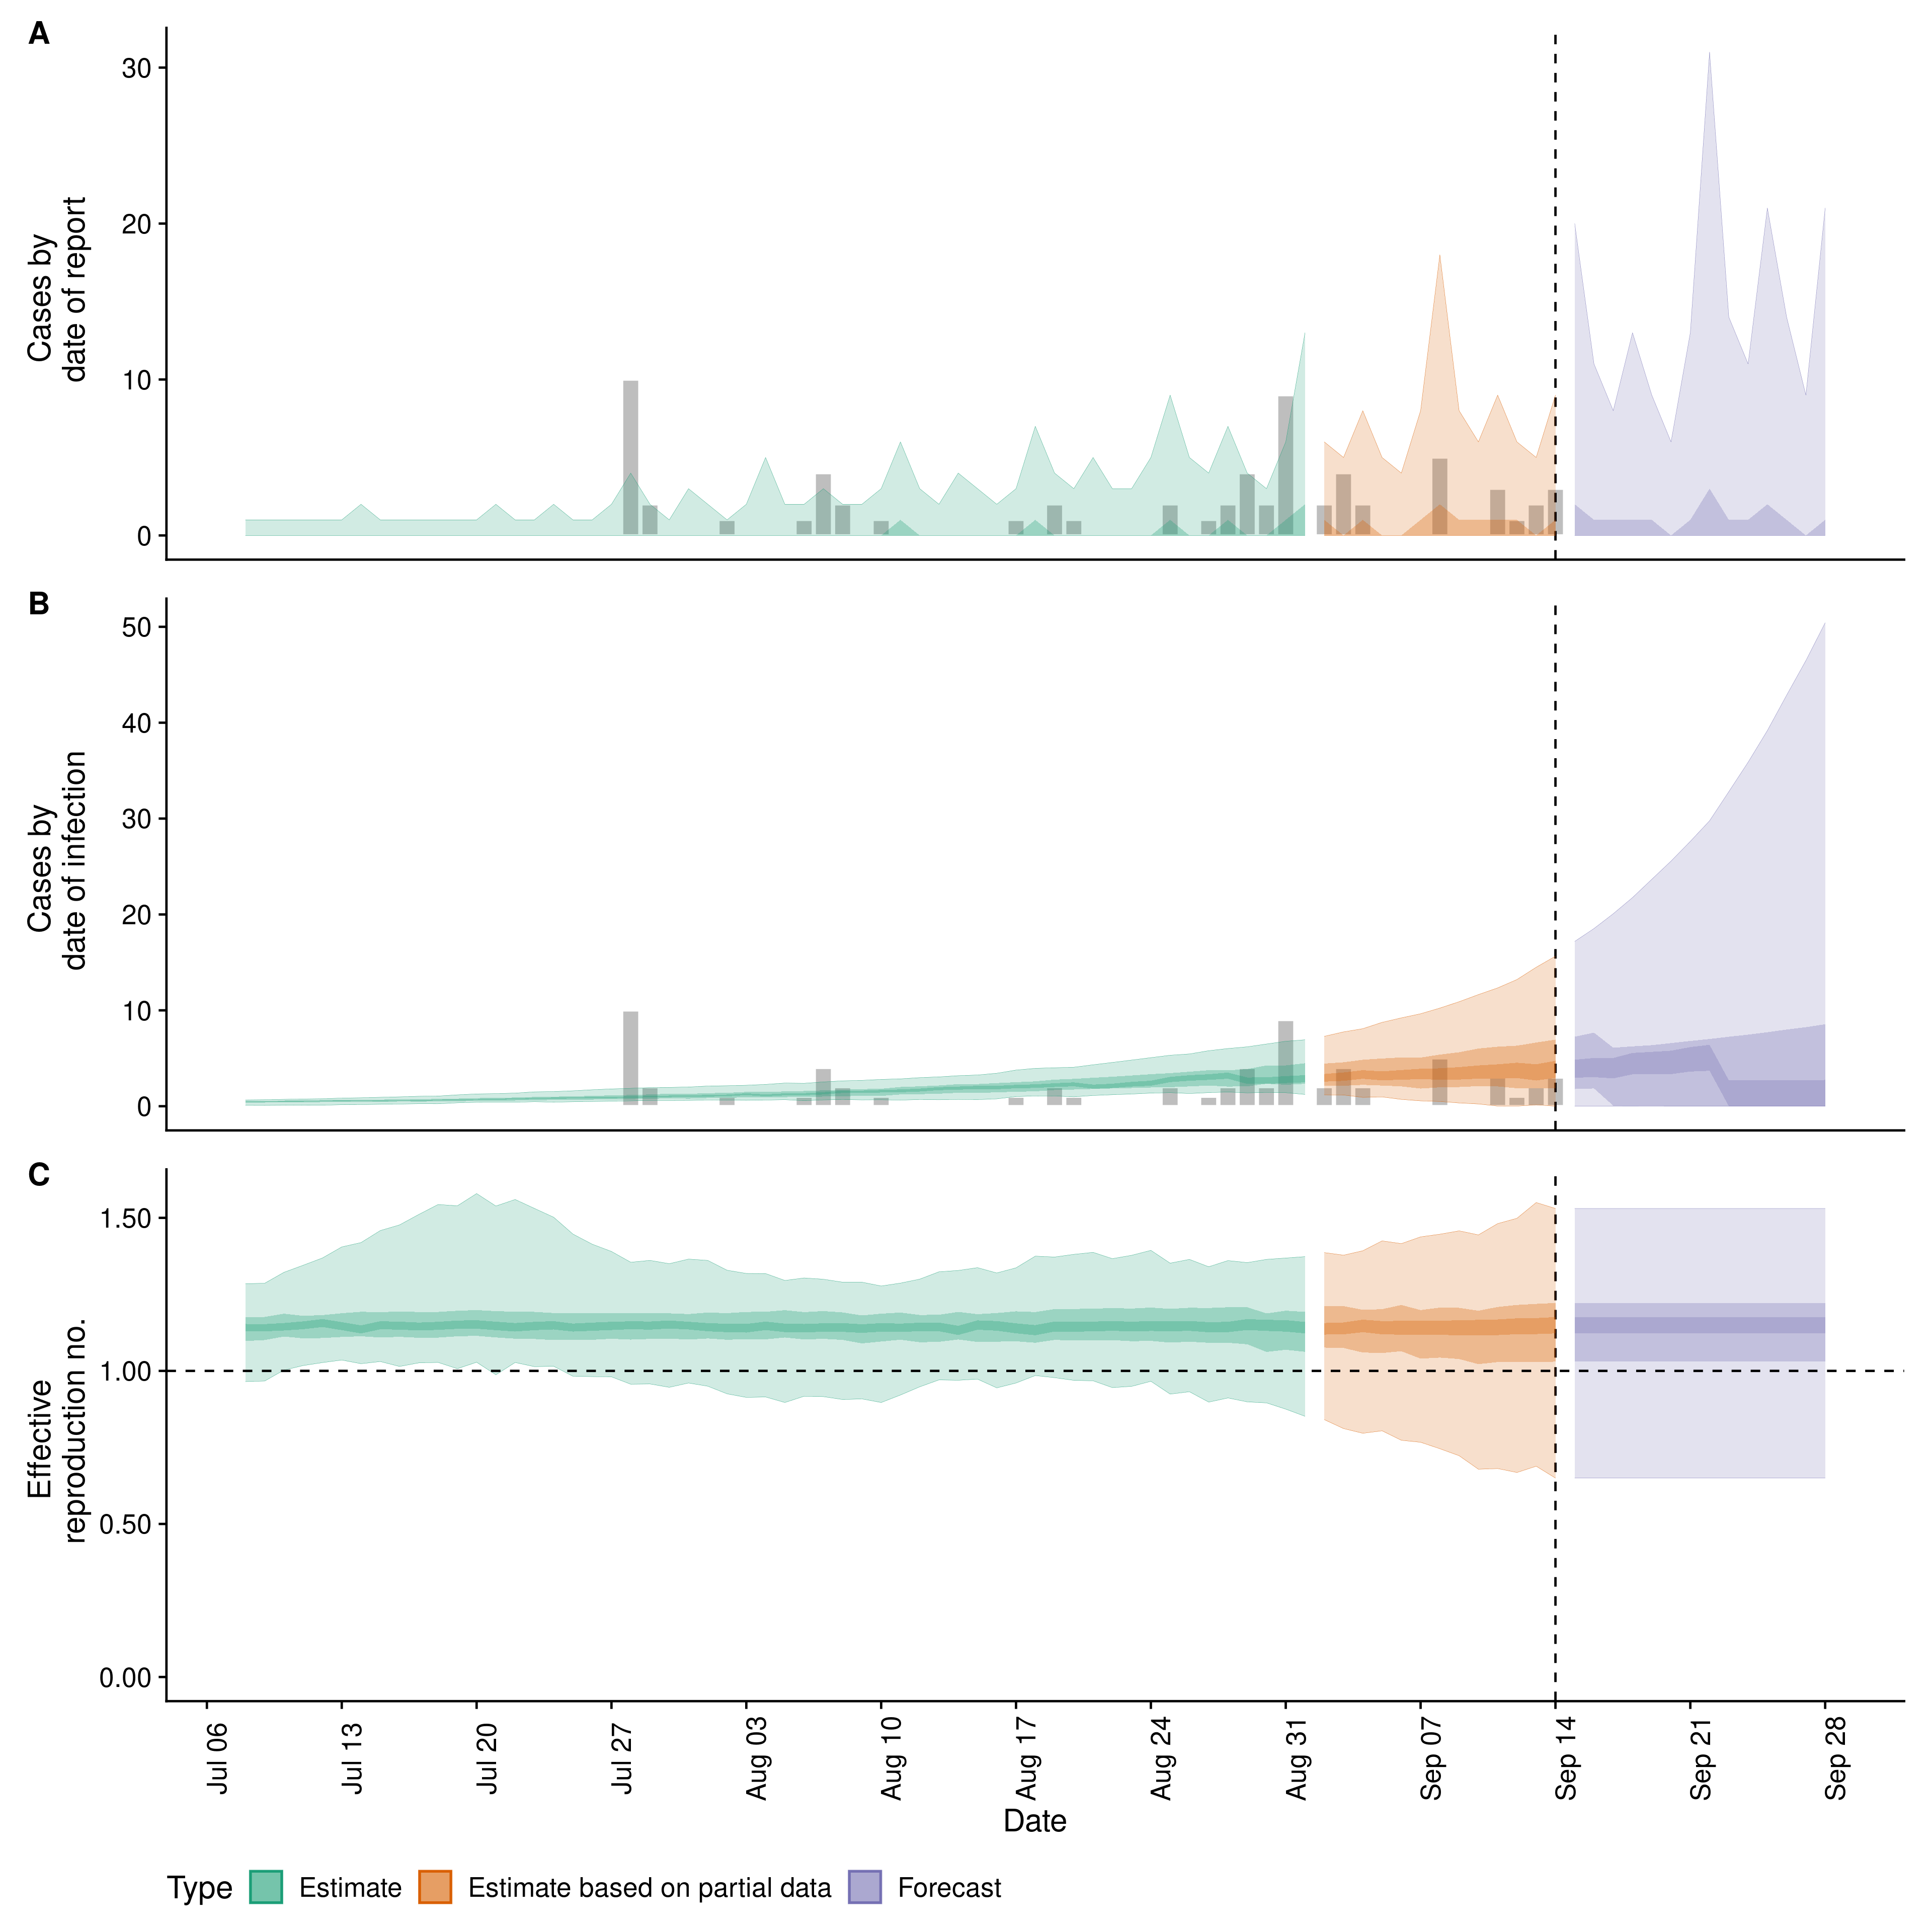 A
30
20
10
0
Cases by
date of report
B
50
40
30
20
10
0
Cases by
date of infection
C
1.50
1.00
0.50
0.00
Effective
reproduction no.
Jul 06
Jul 13
Jul 20
Jul 27
Aug 03
Aug 10
Aug 17
Aug 24
Aug 31
Sep 07
Sep 14
Sep 21
Sep 28
Date
Type Estimate Estimate based on partial data Forecast